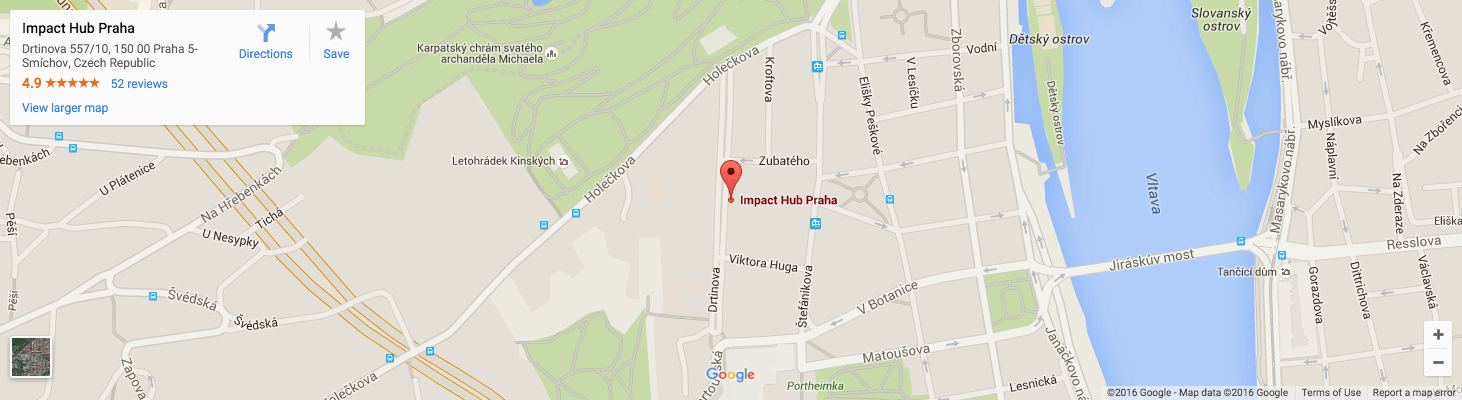 Impact Hub Praha
Drtinova 557/10, 150 00 Praha 5-
Smíchov, Czech Republic
4.9
52 reviews
View larger map
Directions
Save
Karpatský chrám svatého
archanděla Michaela
Holečkova
Kroftova
Elišky Peškové
V Lesíčku
Zborovská
Vodní
Dětský ostrov
Dětský ostrov
Slovanský
ostrov
Masarykovo nábř.
Křemencova
Myslíkova
Na Zbořenci
U Plátenice
Na Hřebenkách
Letohrádek Kinských
Holečkova
Zubatého
Impact Hub Praha
Vltava
Masarykovo nábř.
Náplavní
Na Zderaze
Eliška
Pěší
Tichá
U Nesypky
Viktora Huga
Jiráskův most
Resslova
Tančící dům
Pěší
Švédská
Švédská
Drtinova
Štefánikova
V Botanice
Gorazdova
Dittrichova
Václavská
Zapova
Holečkova
Matoušova
Janáčkovo
Portheimka
Lesnická
Google
+
−
©2016 Google - Map data ©2016 Google
Terms of Use
Report a map error